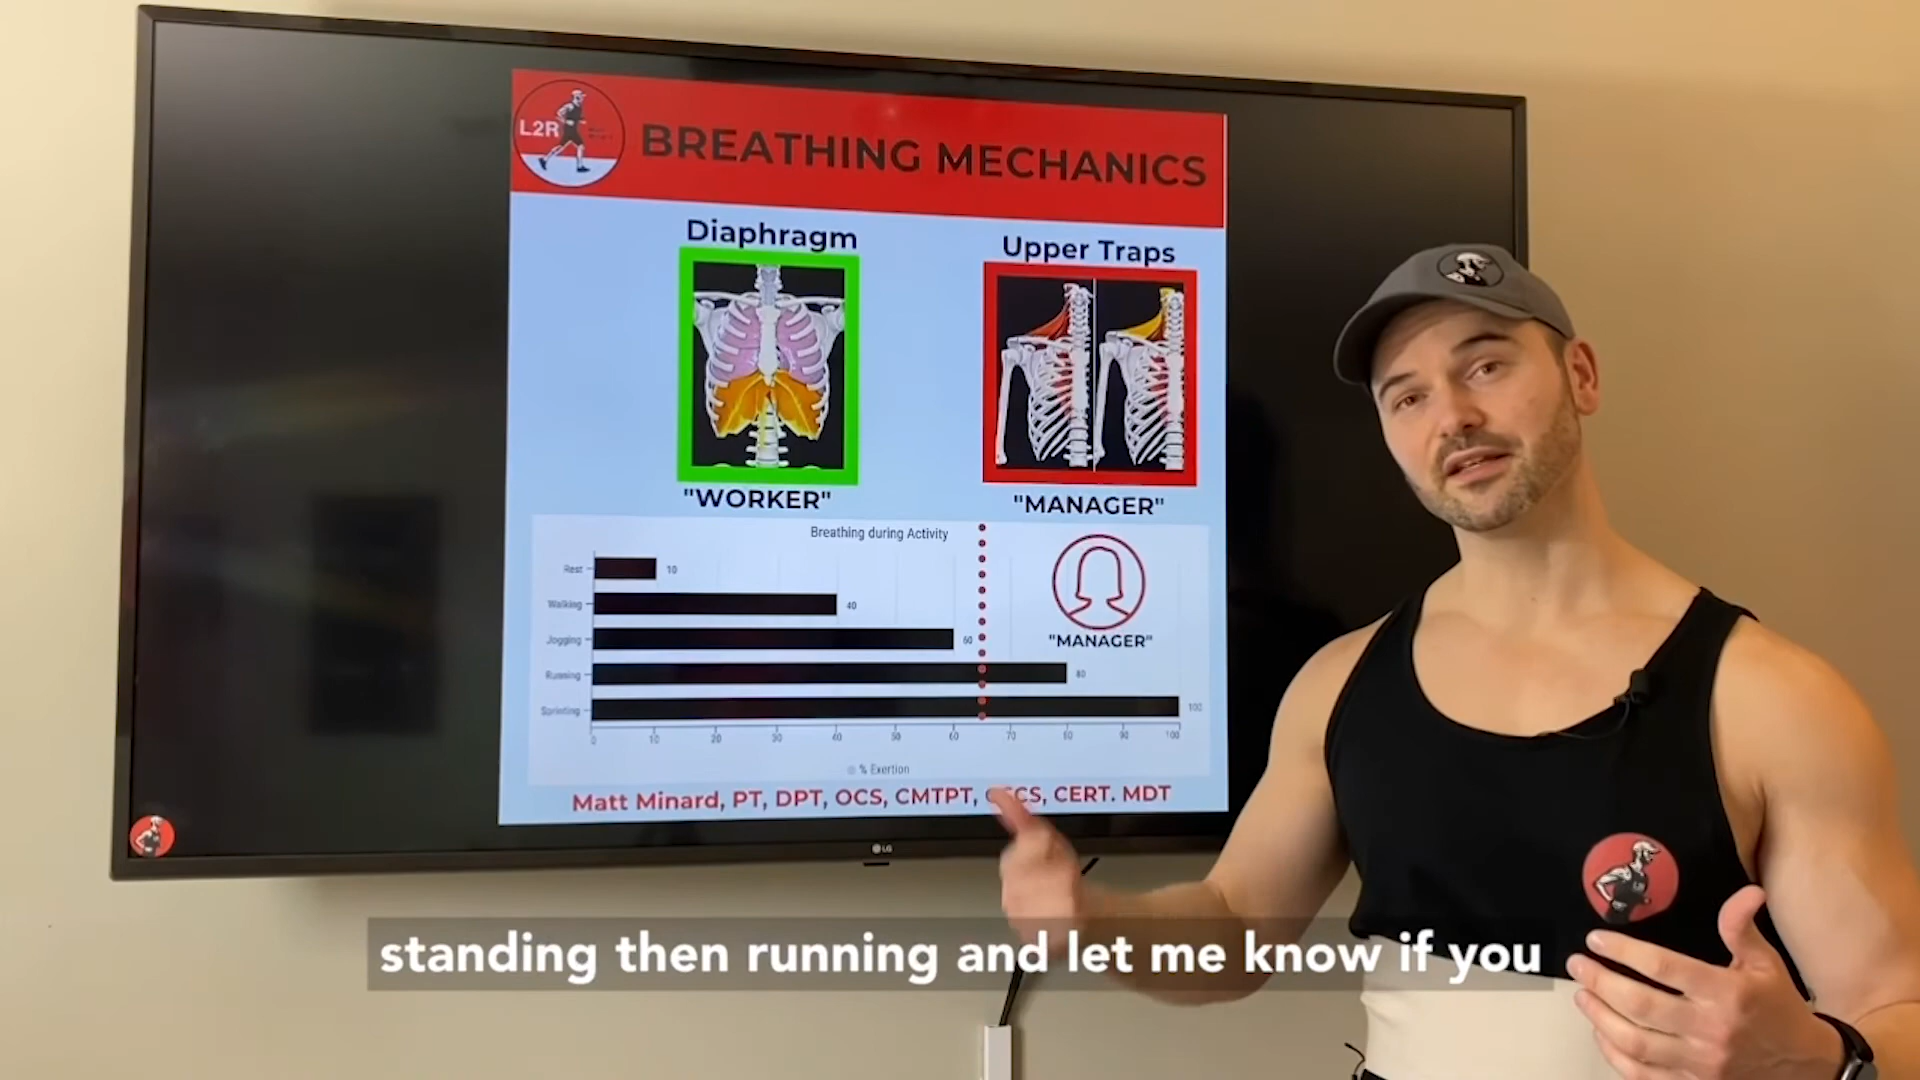 L2R
BREATHING MECHANICS
Diaphragm
Upper Traps
"WORKER"
"MANAGER"
Breathing during Activity
Rest
10
Walking
40
"MANAGER"
Jogging
60
Running
80
Sprinting
100
0 10 20 30 40 50 60 70 80 90 100
% Exertion
Matt Minard, PT, DPT, OCS, CMTPT, CSCS, CERT. MDT
LG
standing then running and let me know if you